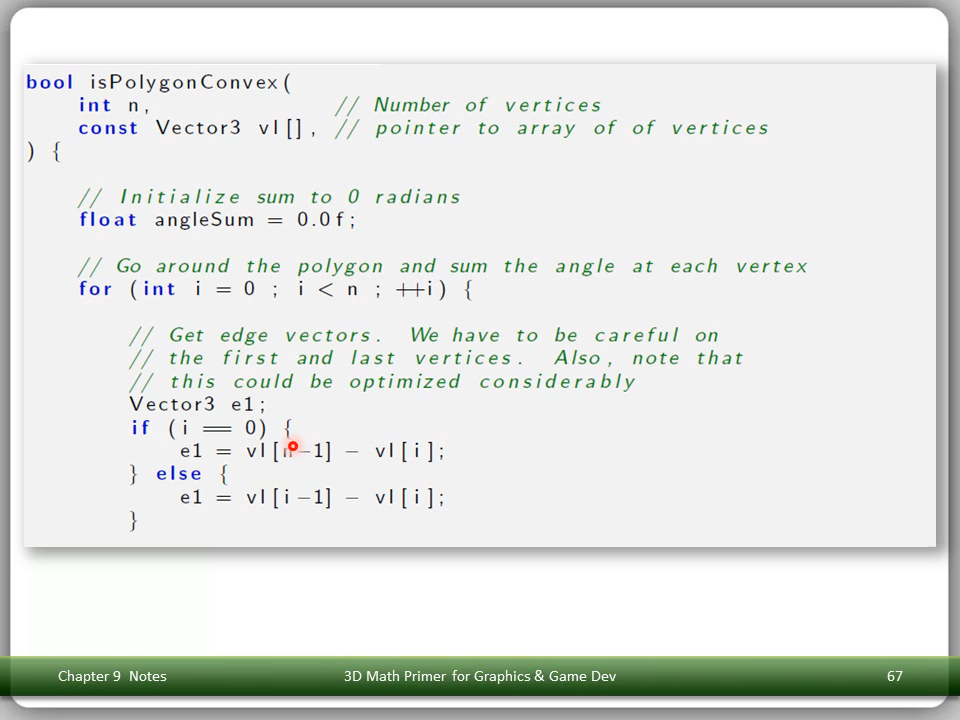 bool isPolygonConvex(
int n, // Number of vertices
const Vector3 vl[], // pointer to array of of vertices
) {
// Initialize sum to 0 radians
float angleSum = 0.0f;
// Go around the polygon and sum the angle at each vertex
for (int i = 0 ; i < n ; ++i) {
// Get edge vectors. We have to be careful on
// the first and last vertices. Also, note that
// this could be optimized considerably
Vector3 e1;
if (i == 0) {
e1 = vl[n-1] - vl[i];
} else {
e1 = vl[i-1] - vl[i];
}
Chapter 9 Notes 3D Math Primer for Graphics & Game Dev 67